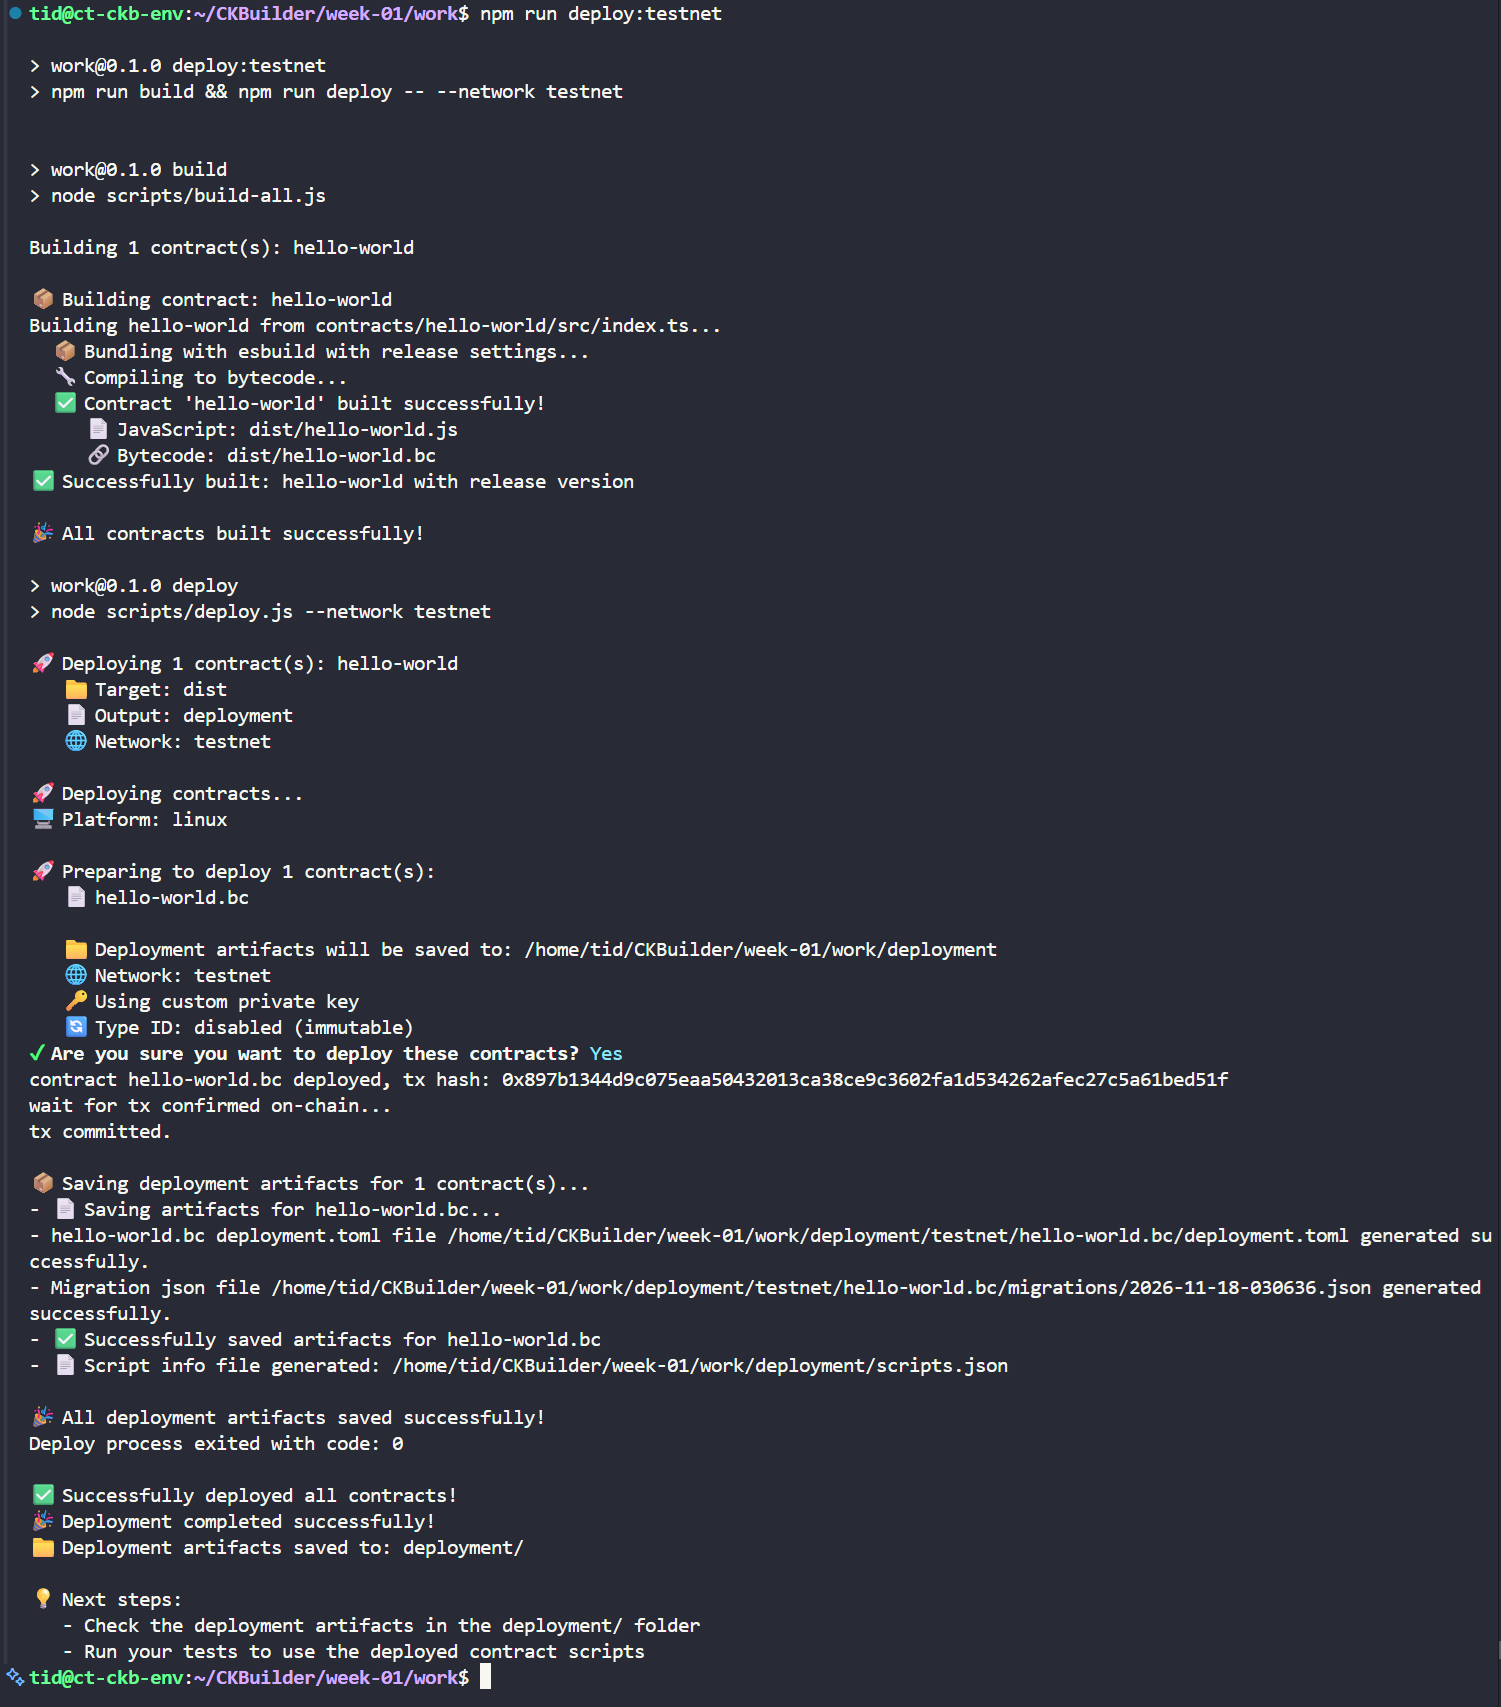 tid@ct-ckb-env:~/CKBuilder/week-01/work$ npm run deploy:testnet
> work@0.1.0 deploy:testnet
> npm run build && npm run deploy -- --network testnet
> work@0.1.0 build
> node scripts/build-all.js
Building 1 contract(s): hello-world
📦 Building contract: hello-world
Building hello-world from contracts/hello-world/src/index.ts...
📦 Bundling with esbuild with release settings...
🔧 Compiling to bytecode...
✅ Contract 'hello-world' built successfully!
📄 JavaScript: dist/hello-world.js
🔗 Bytecode: dist/hello-world.bc
✅ Successfully built: hello-world with release version
🎉 All contracts built successfully!
> work@0.1.0 deploy
> node scripts/deploy.js --network testnet
🚀 Deploying 1 contract(s): hello-world
📁 Target: dist
📄 Output: deployment
🌐 Network: testnet
🚀 Deploying contracts...
🖥️ Platform: linux
🚀 Preparing to deploy 1 contract(s):
📄 hello-world.bc
📁 Deployment artifacts will be saved to: /home/tid/CKBuilder/week-01/work/deployment
🌐 Network: testnet
🔑 Using custom private key
🔄 Type ID: disabled (immutable)
✔ Are you sure you want to deploy these contracts? Yes
contract hello-world.bc deployed, tx hash: 0x897b1344d9c075eaa50432013ca38ce9c3602fa1d534262afec27c5a61bed51f
wait for tx confirmed on-chain...
tx committed.
📦 Saving deployment artifacts for 1 contract(s)...
- 📄 Saving artifacts for hello-world.bc...
- hello-world.bc deployment.toml file /home/tid/CKBuilder/week-01/work/deployment/testnet/hello-world.bc/deployment.toml generated su
ccessfully.
- Migration json file /home/tid/CKBuilder/week-01/work/deployment/testnet/hello-world.bc/migrations/2026-11-18-030636.json generated
successfully.
- ✅ Successfully saved artifacts for hello-world.bc
- 📄 Script info file generated: /home/tid/CKBuilder/week-01/work/deployment/scripts.json
🎉 All deployment artifacts saved successfully!
Deploy process exited with code: 0
✅ Successfully deployed all contracts!
🎉 Deployment completed successfully!
📁 Deployment artifacts saved to: deployment/
💡 Next steps:
- Check the deployment artifacts in the deployment/ folder
- Run your tests to use the deployed contract scripts
tid@ct-ckb-env:~/CKBuilder/week-01/work$